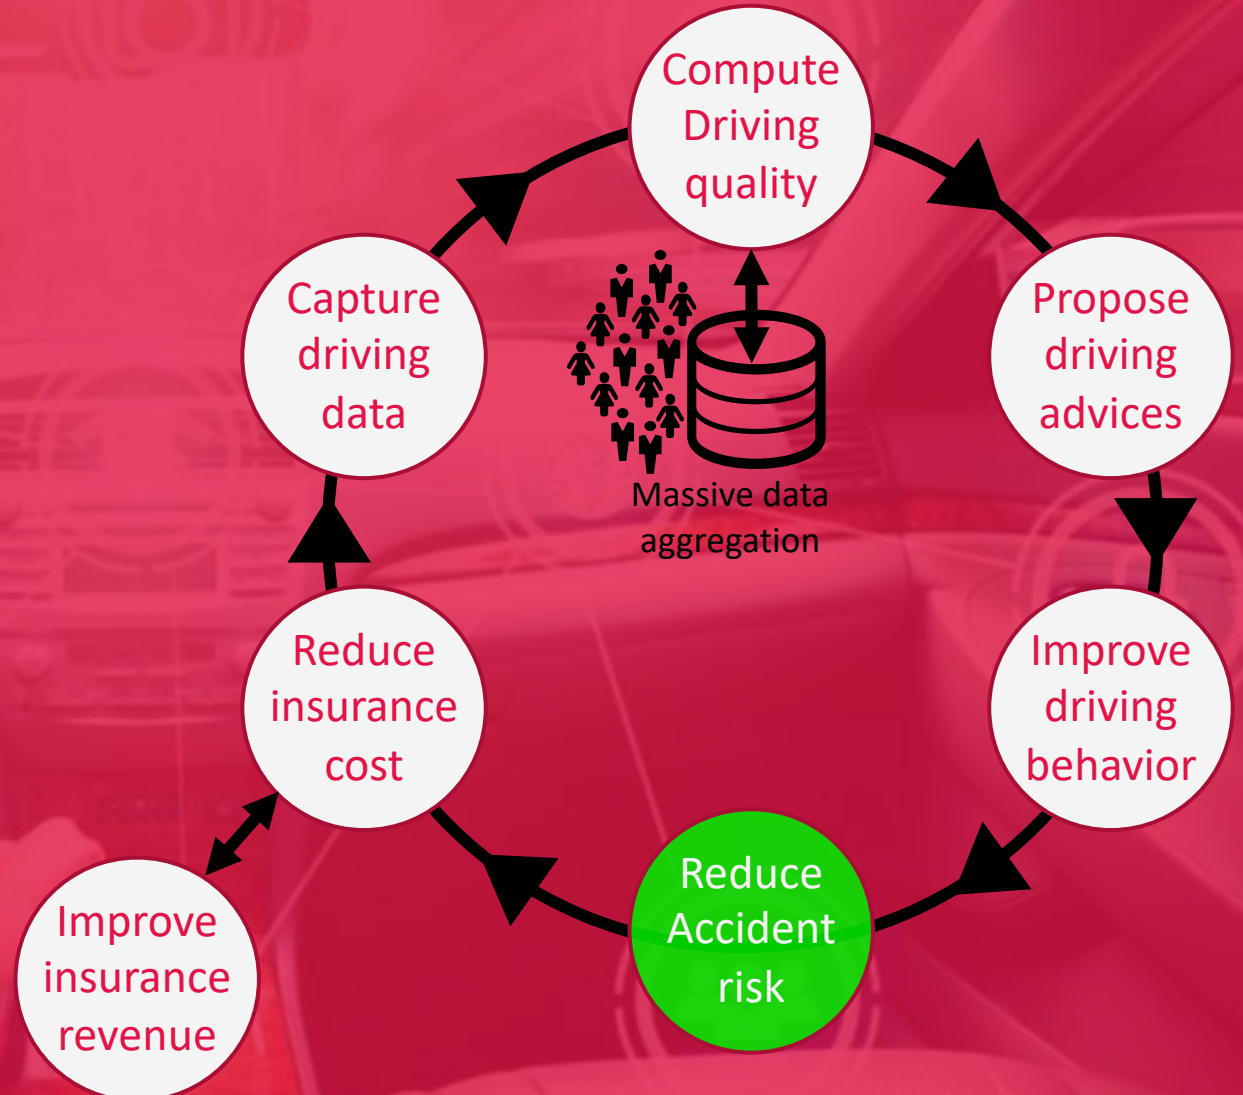 Compute
Driving
quality
Capture
driving
data
Propose
driving
advices
Massive data
aggregation
Reduce
insurance
cost
Improve
driving
behavior
Reduce
Accident
risk
Improve
insurance
revenue